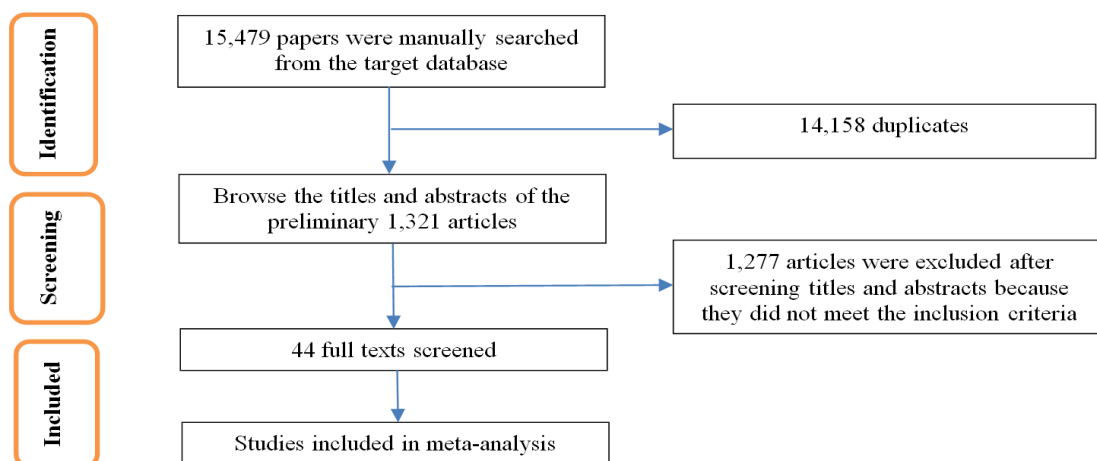 Identification
15,479 papers were manually searched
from the target database
14,158 duplicates
Screening
Browse the titles and abstracts of the
preliminary 1,321 articles
1,277 articles were excluded after
screening titles and abstracts because
they did not meet the inclusion criteria
Included
44 full texts screened
Studies included in meta-analysis